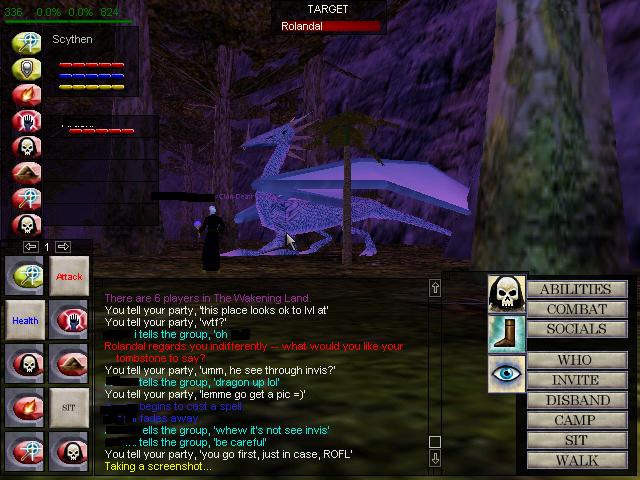 336 0.0% 0.0% 824
TARGET
Rolandal
Scythen
1
Attack
Health
SIT
There are 6 players in The Wakening Land.
You tell your party, 'this place looks ok to lvl at'
You tell your party, 'wtf?'
i tells the group, 'oh
Rolandal regards you indifferently -- what would you like your
tombstone to say?
You tell your party, 'umm, he see through invis?'
tells the group, 'dragon up lol'
You tell your party, 'lemme go get a pic =)'
begins to cast a spell.
fades away.
ells the group, 'whew it's not see invis'
tells the group, 'be careful'
You tell your party, 'you go first, just in case, ROFL'
Taking a screenshot...
ABILITIES
COMBAT
SOCIALS
WHO
INVITE
DISBAND
CAMP
SIT
WALK